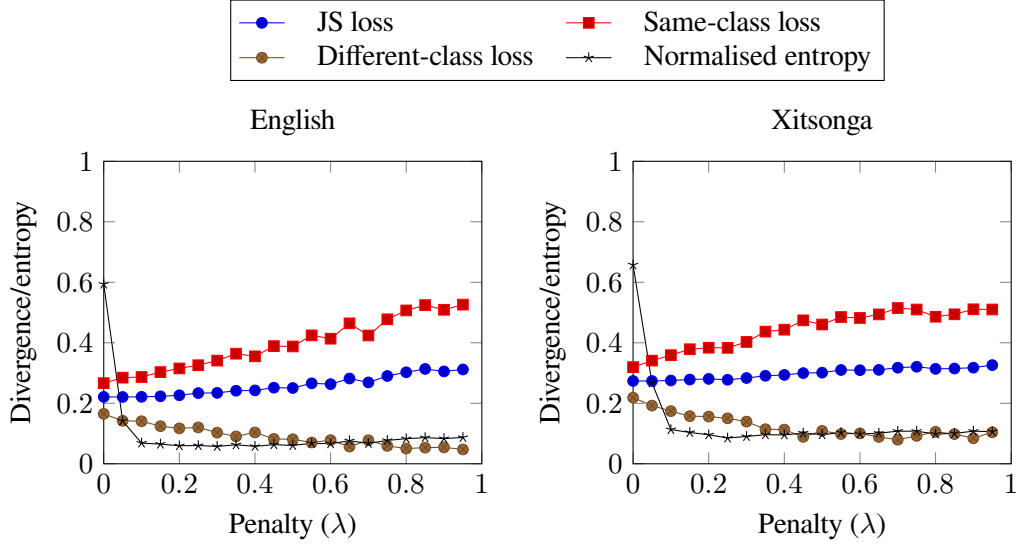 JS loss Same-class loss
Different-class loss Normalised entropy
English
1
0.8
0.6
0.4
0.2
0
0 0.2 0.4 0.6 0.8 1
Divergence/entropy
Penalty (λ)
Xitsonga
1
0.8
0.6
0.4
0.2
0
0 0.2 0.4 0.6 0.8 1
Divergence/entropy
Penalty (λ)